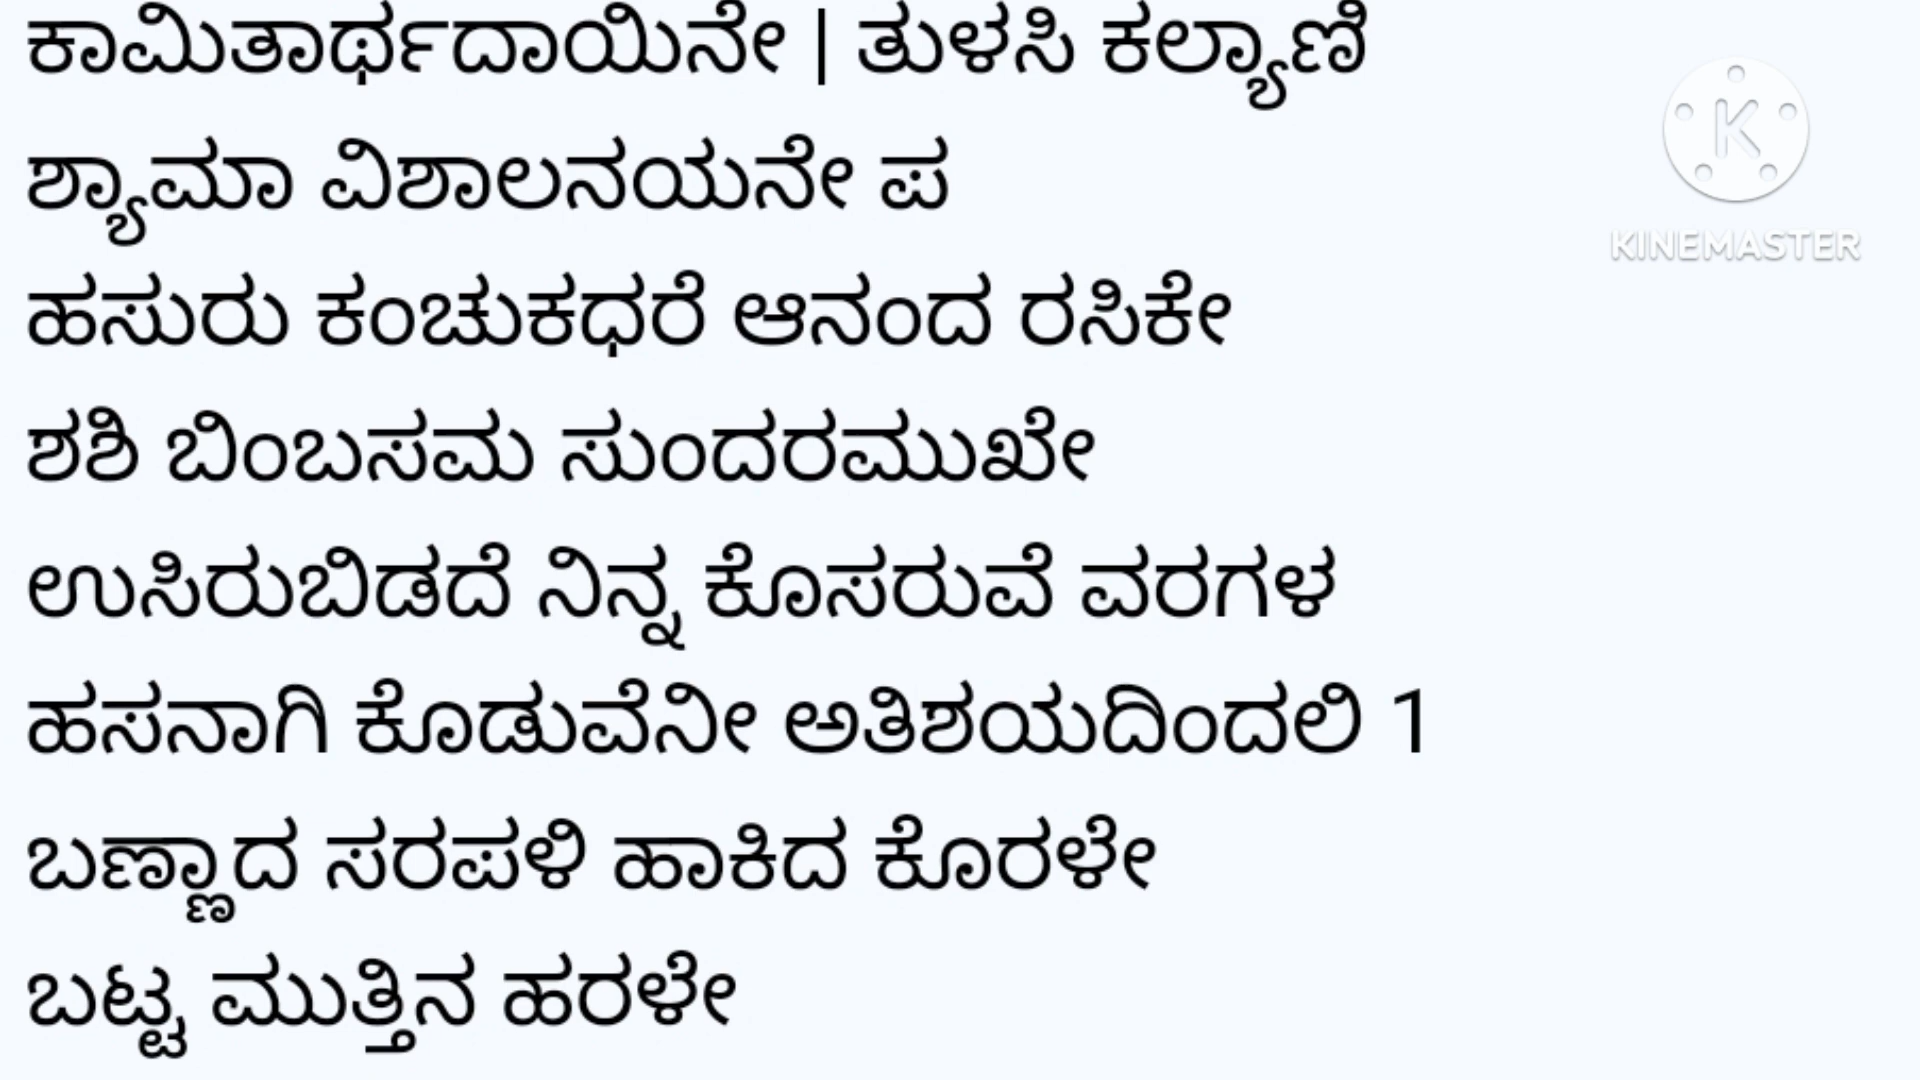 ಕಾಮಿತಾರ್ಥದಾಯಿನೇ | ತುಳಸಿ ಕಲ್ಯಾಣಿ
ಶ್ಯಾಮಾ ವಿಶಾಲನಯನೇ ಪ
ಹಸುರು ಕಂಚುಕಧರೆ ಆನಂದ ರಸಿಕೇ
ಶಶಿ ಬಿಂಬಸಮ ಸುಂದರಮುಖೇ
ಉಸಿರುಬಿಡದೆ ನಿನ್ನ ಕೊಸರುವೆ ವರಗಳ
ಹಸನಾಗಿ ಕೊಡುವೆನೀ ಅತಿಶಯದಿಂದಲಿ 1
ಬಣ್ಣಾದ ಸರಪಳಿ ಹಾಕಿದ ಕೊರಳೇ
ಬಟ್ಟ ಮುತ್ತಿನ ಹರಳೇ
K
KINEMASTER